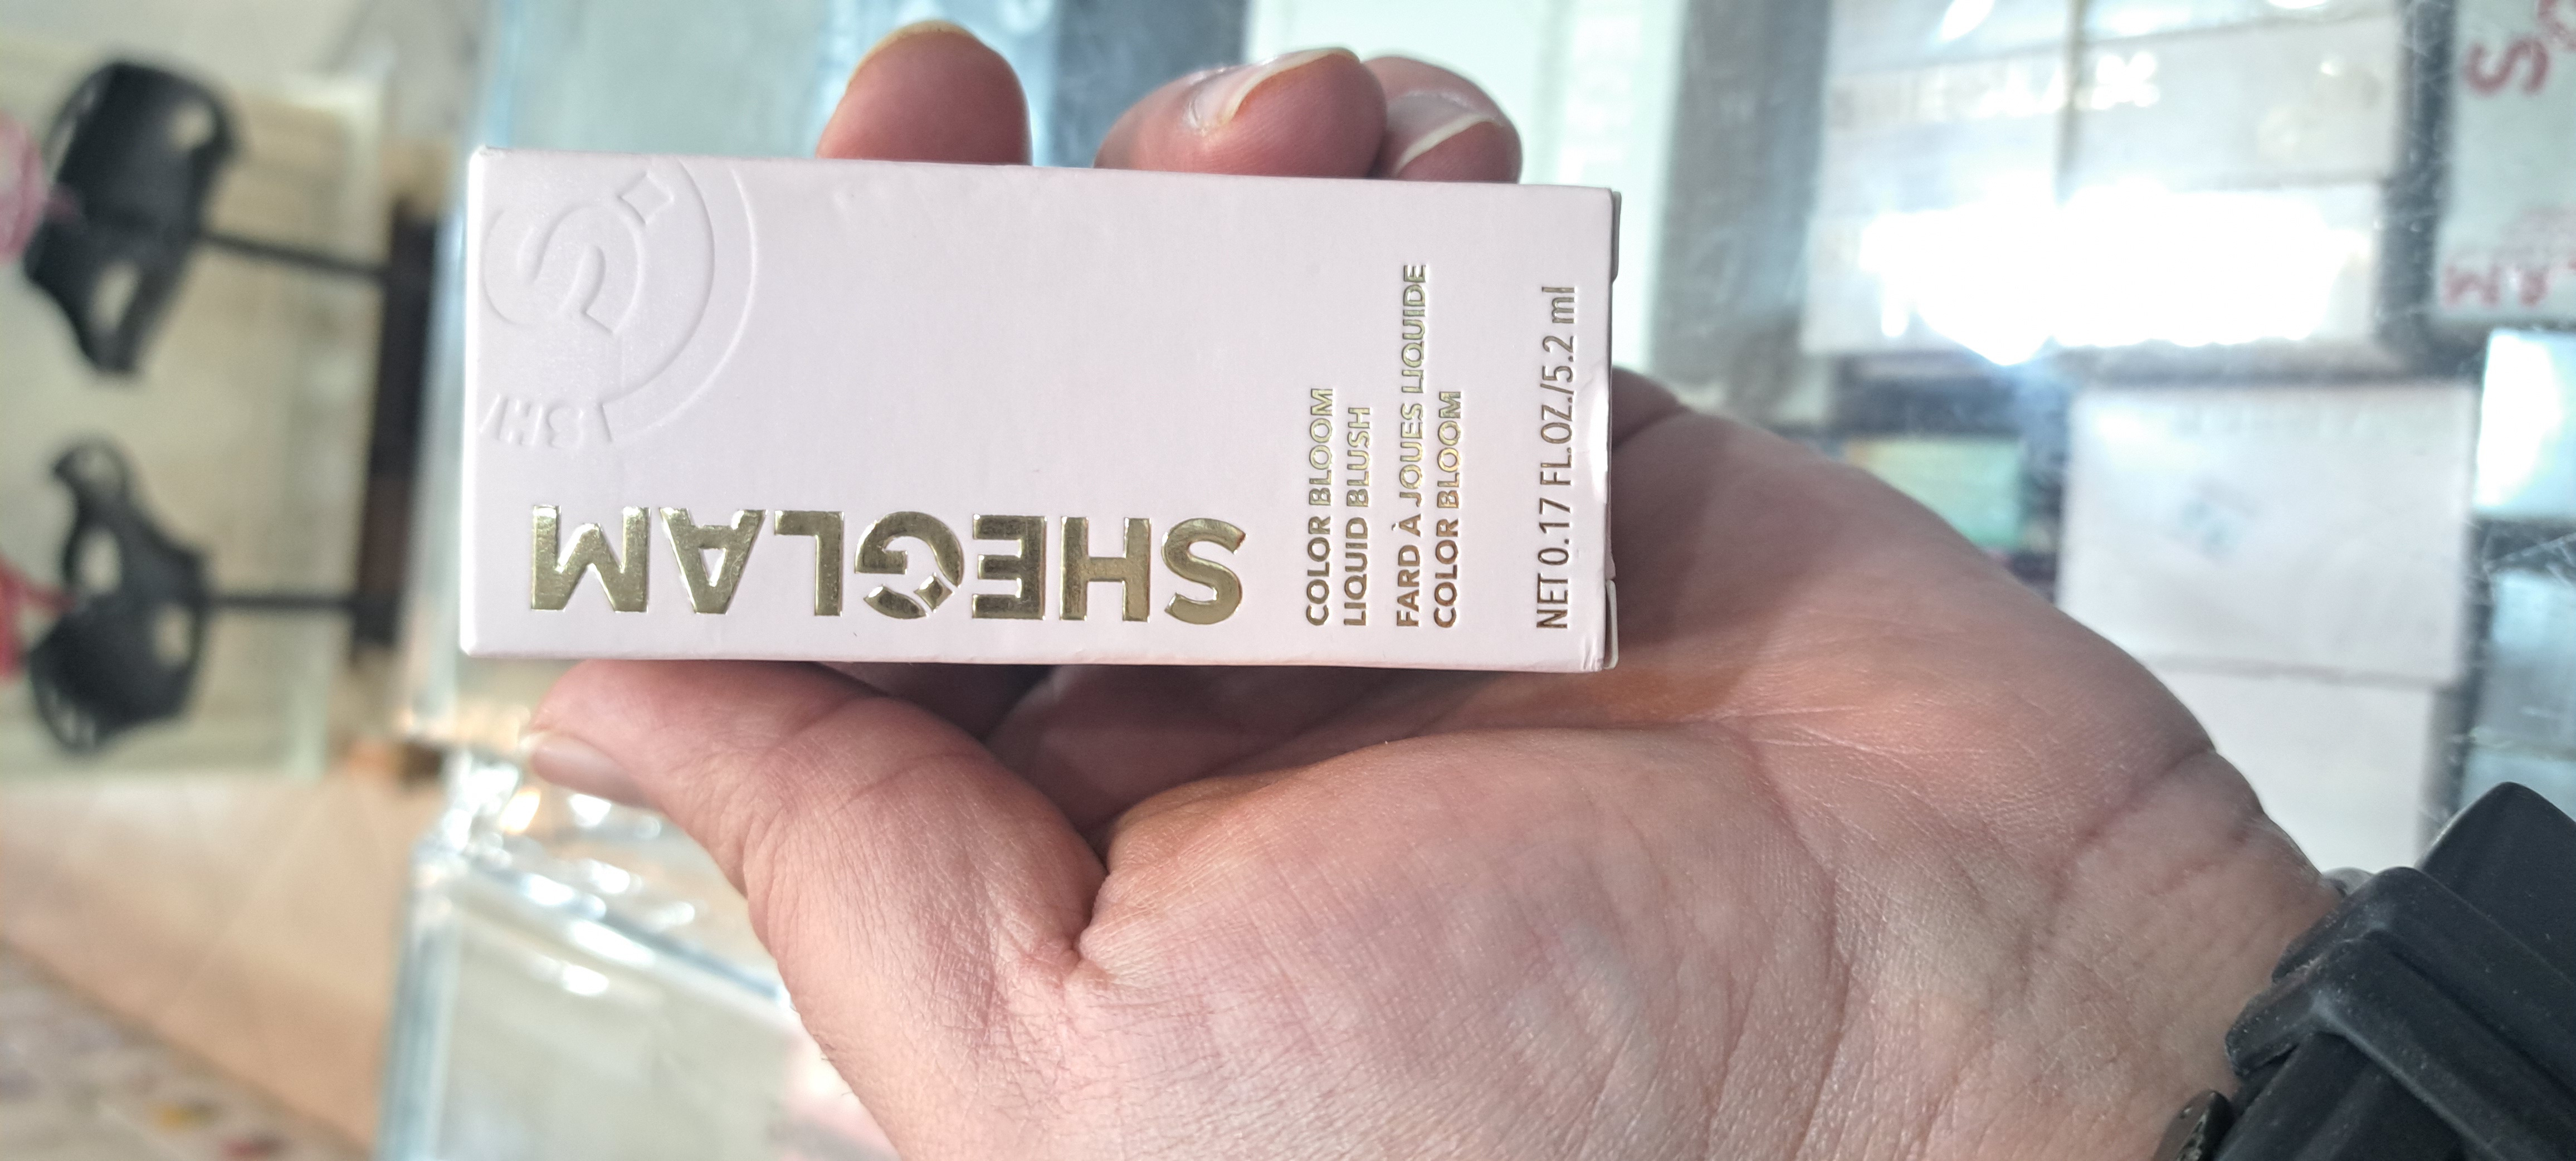 SHEGLAM
COLOR BLOOM
LIQUID BLUSH
FARD À JOUES LIQUIDE
COLOR BLOOM
NET 0.17 FL.OZ./5.2 ml